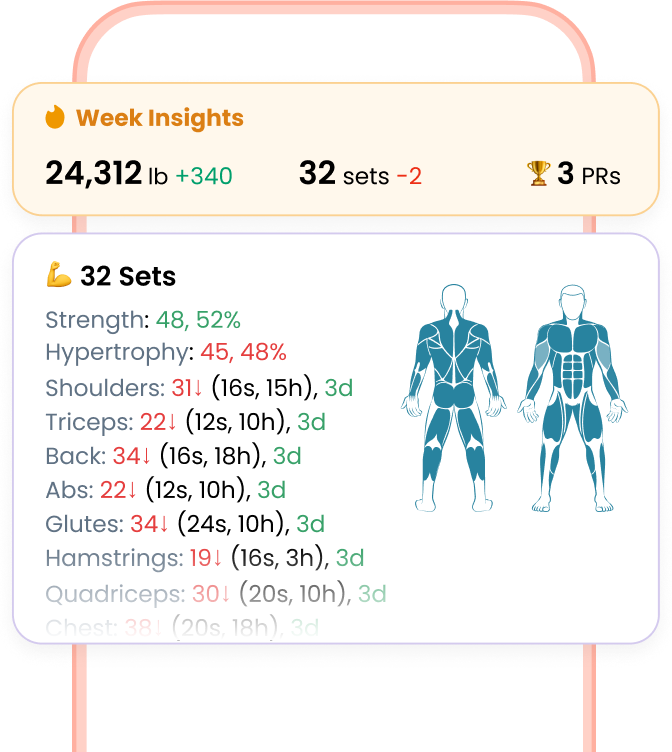 Week Insights
24,312 lb +340 32 sets -2 🏆 3 PRs
💪 32 Sets
Strength: 48, 52%
Hypertrophy: 45, 48%
Shoulders: 31↓ (16s, 15h), 3d
Triceps: 22↓ (12s, 10h), 3d
Back: 34↓ (16s, 18h), 3d
Abs: 22↓ (12s, 10h), 3d
Glutes: 34↓ (24s, 10h), 3d
Hamstrings: 19↓ (16s, 3h), 3d
Quadriceps: 30↓ (20s, 10h), 3d
Chest: 38↓ (20s, 18h), 3d